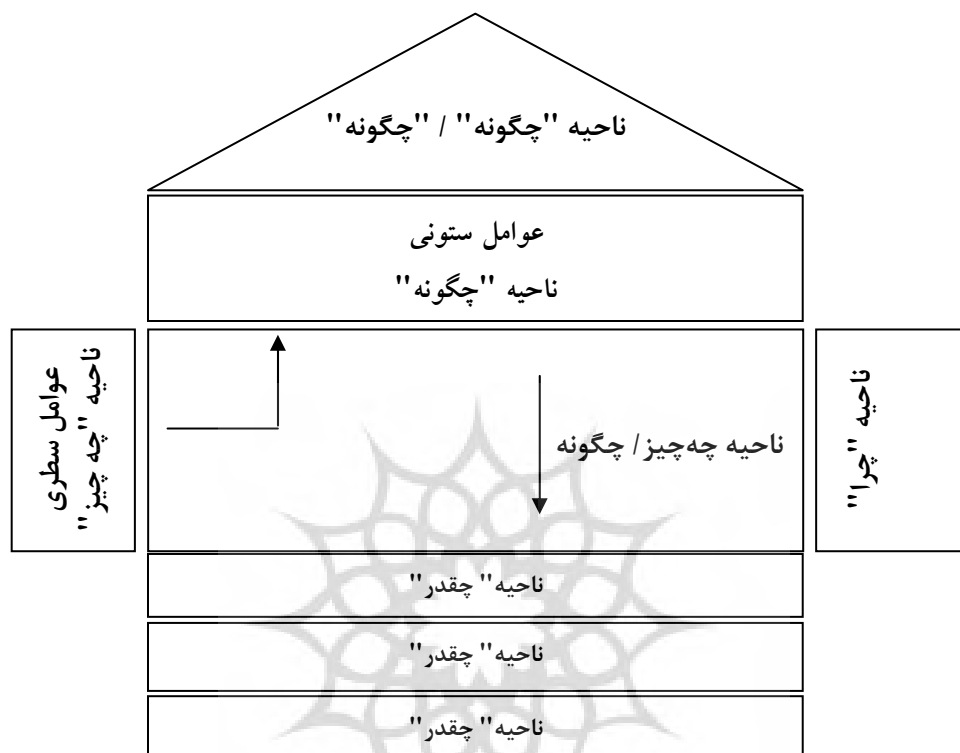 ناحیه "چگونه" / "چگونه"
عوامل ستونی
ناحیه "چگونه"
ناحیه "چرا"
ناحیه چه‌چیز/ چگونه
عوامل سطری
ناحیه "چه چیز"
ناحیه" چقدر"
ناحیه" چقدر"
ناحیه" چقدر"